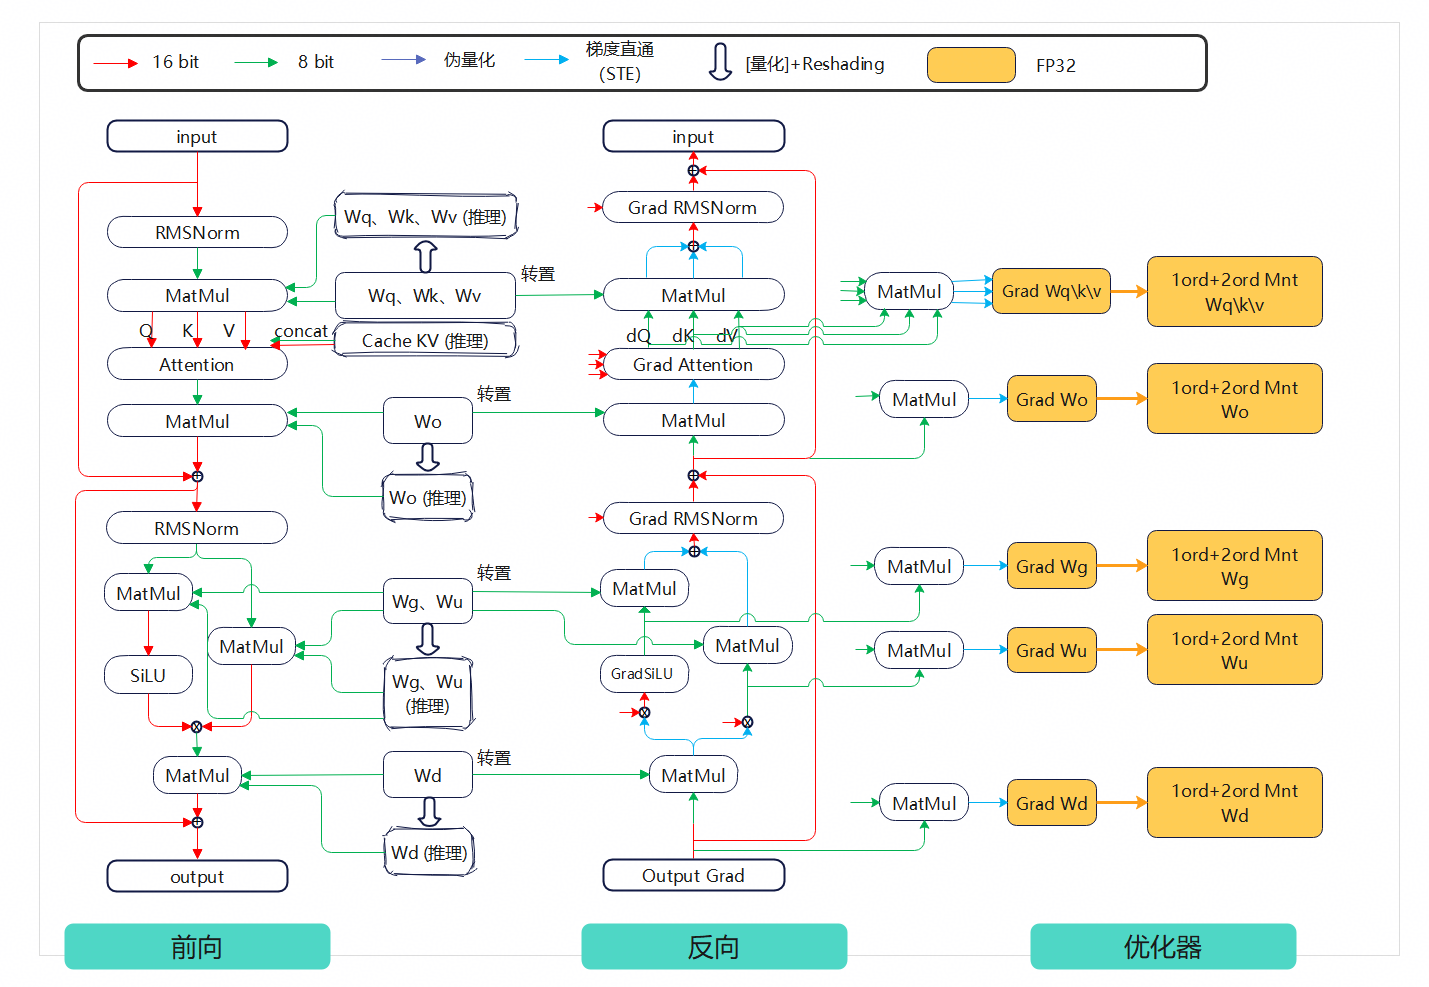 16 bit
8 bit
伪量化
梯度直通
(STE)
[量化]+Reshading
FP32
input
RMSNorm
MatMul
Q
K
V
concat
Attention
MatMul
RMSNorm
MatMul
MatMul
SiLU
MatMul
output
Wq、Wk、Wv (推理)
Wq、Wk、Wv
转置
Cache KV (推理)
Wo
转置
Wo (推理)
Wg、Wu
转置
Wg、Wu
(推理)
Wd
转置
Wd (推理)
input
Grad RMSNorm
MatMul
dQ
dK
dV
Grad Attention
MatMul
Grad RMSNorm
MatMul
MatMul
GradSiLU
MatMul
Output Grad
MatMul
Grad Wq\k\v
1ord+2ord Mnt
Wq\k\v
MatMul
Grad Wo
1ord+2ord Mnt
Wo
MatMul
Grad Wg
1ord+2ord Mnt
Wg
MatMul
Grad Wu
1ord+2ord Mnt
Wu
MatMul
Grad Wd
1ord+2ord Mnt
Wd
前向
反向
优化器